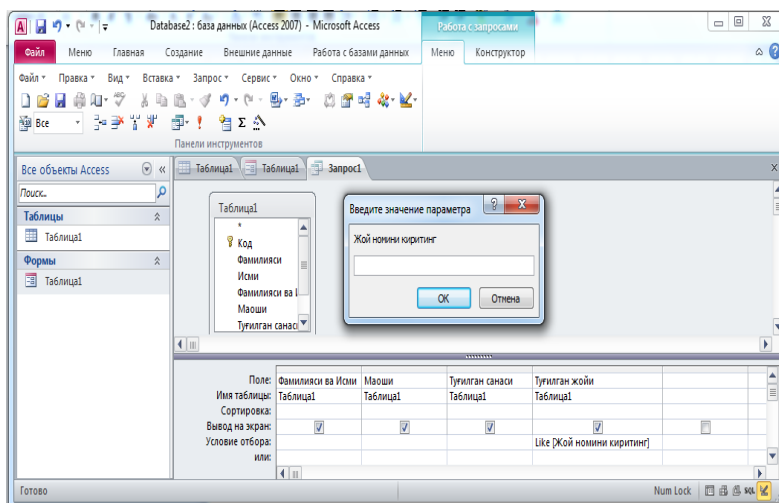 Database2 : база данных (Access 2007) - Microsoft Access
Работа с запросами
Файл Меню Главная Создание Внешние данные Работа с базами данных Меню Конструктор
Файл Правка Вид Вставка Запрос Сервис Окно Справка
Все
Панели инструментов
Все объекты Access
Таблица1 Таблица1 Запрос1
Поиск...
Таблицы
Таблица1
Формы
Таблица1
Таблица1
*
Код
Фамилияси
Исми
Фамилияси ва
Маоши
Туғилган санаси
Введите значение параметра
Жой номини киритинг
ОК Отмена
Поле: Фамилияси ва Исми Маоши Туғилган санаси Туғилган жойи
Имя таблицы: Таблица1 Таблица1 Таблица1 Таблица1
Сортировка:
Вывод на экран:
Условие отбора: Like [Жой номини киритинг]
или:
Готово Num Lock SQL